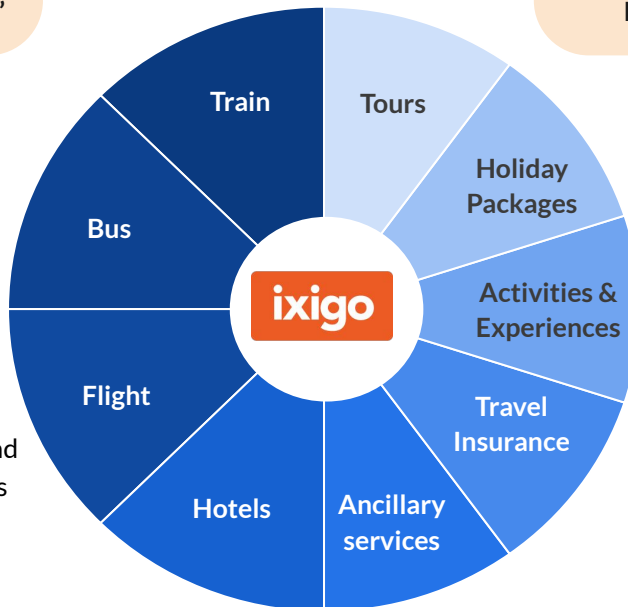 Train
Tours
Holiday
Packages
Bus
Activities &
Experiences
ixigo
Flight
Travel
Insurance
Hotels
Ancillary
services